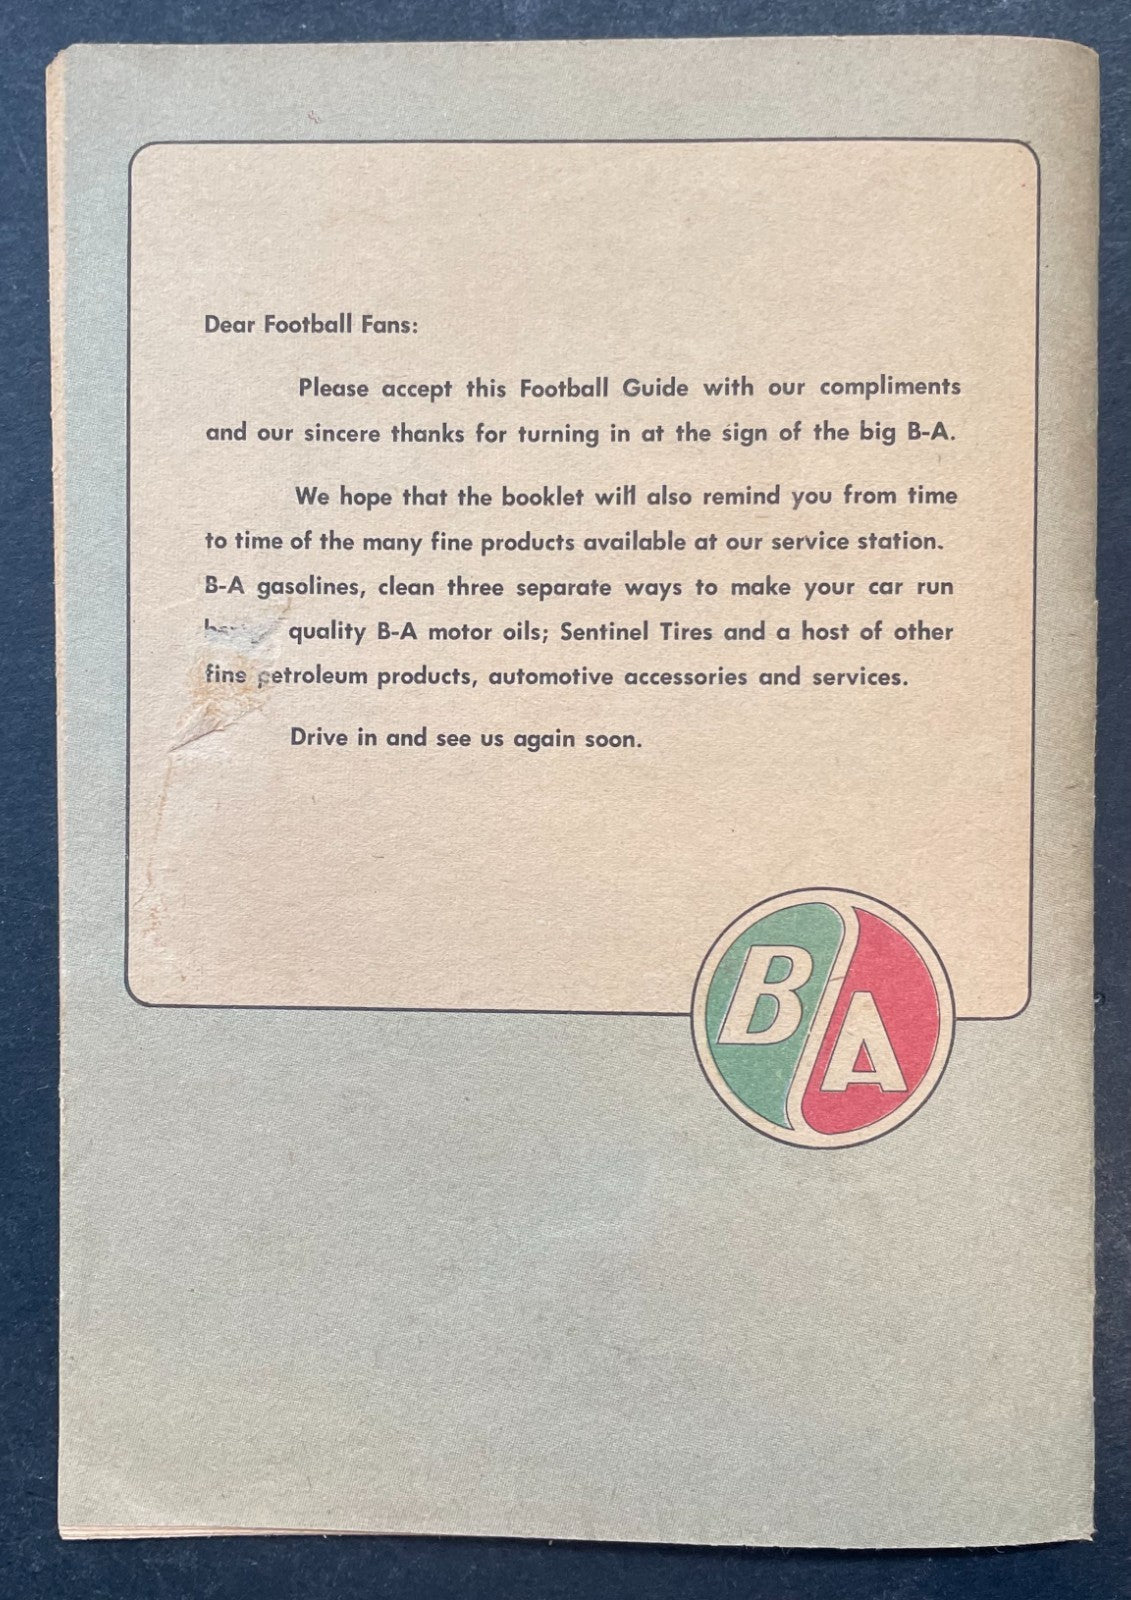 Dear Football Fans:
Please accept this Football Guide with our compliments
and our sincere thanks for turning in at the sign of the big B-A.
We hope that the booklet will also remind you from time
to time of the many fine products available at our service station.
B-A gasolines, clean three separate ways to make your car run
quality B-A motor oils; Sentinel Tires and a host of other
fine petroleum products, automotive accessories and services.
Drive in and see us again soon.
B A